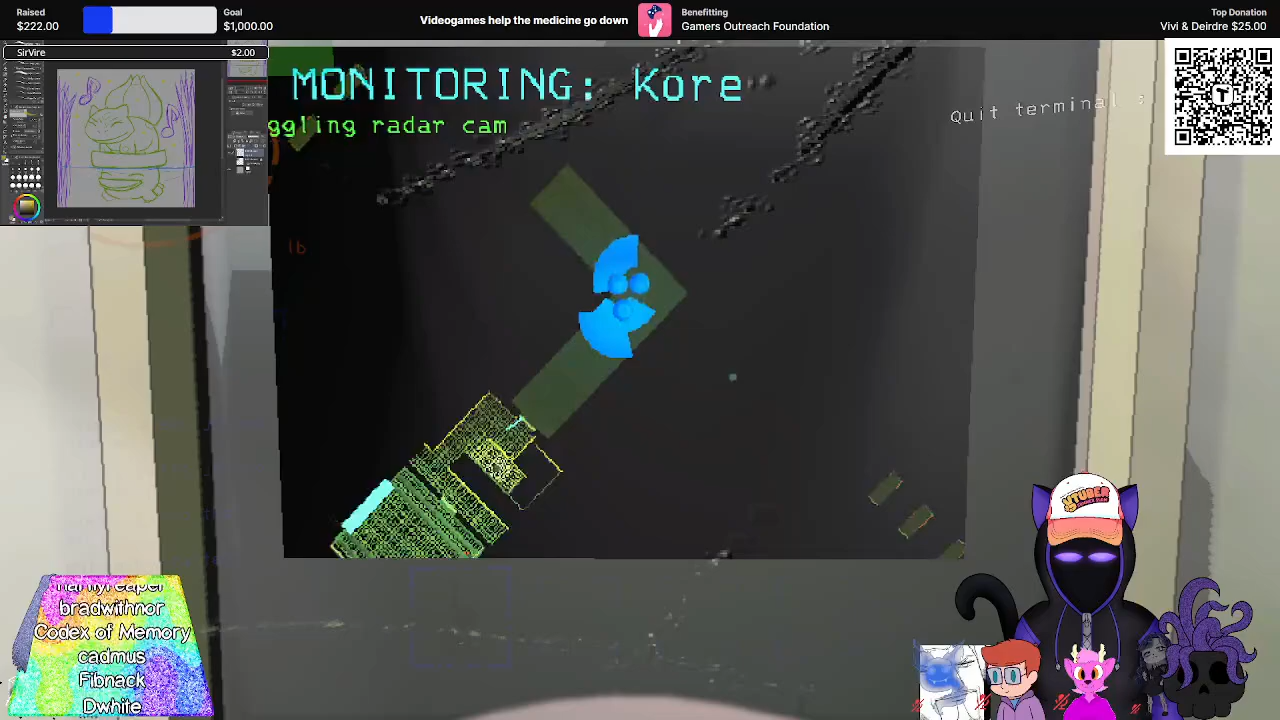 Raised
$222.00
Goal
$1,000.00
Videogames help the medicine go down
Benefitting
Gamers Outreach Foundation
Top Donation
Vivi & Deirdre $25.00
SirVire
$2.00
MONITORING: Kore
ggling radar cam
Quit terminal :
lb
VTUBER
bradwithnor
Codex of Memory
cadmus
Fibnack
Dwhite